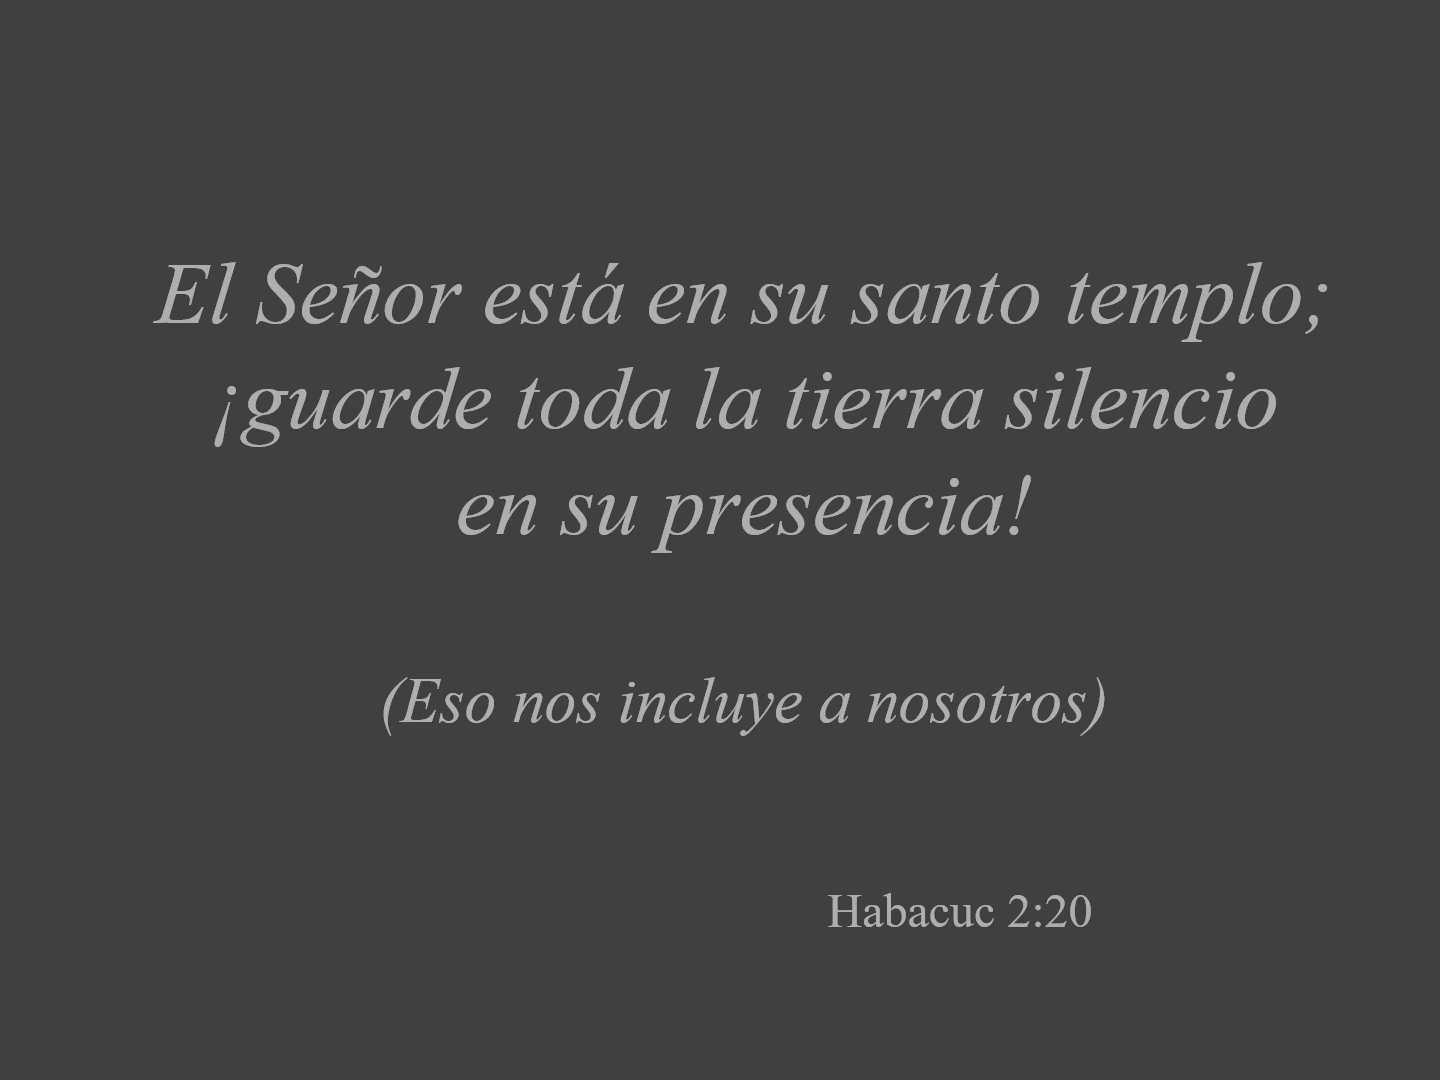 El Señor está en su santo templo;
¡guarde toda la tierra silencio
en su presencia!
(Eso nos incluye a nosotros)
Habacuc 2:20